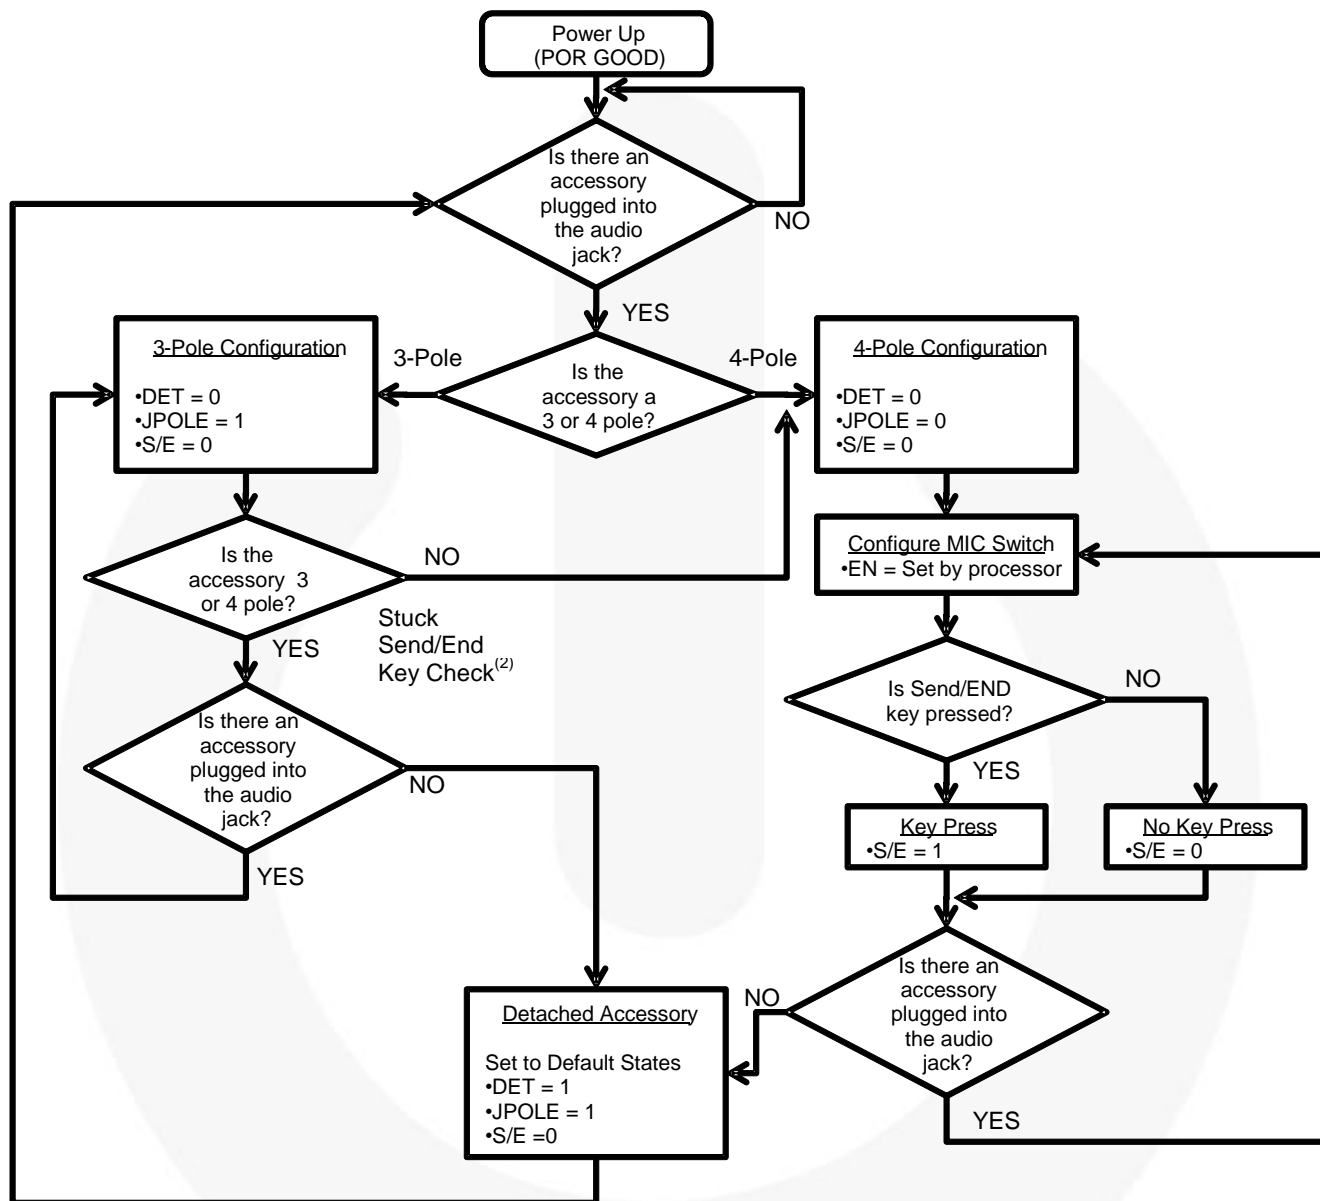 Power Up
(POR GOOD)
Is there an
accessory
plugged into
the audio
jack?
NO
YES
3-Pole Configuration
•DET = 0
•JPOLE = 1
•S/E = 0
3-Pole
Is the
accessory a
3 or 4 pole?
4-Pole
4-Pole Configuration
•DET = 0
•JPOLE = 0
•S/E = 0
Is the
accessory 3
or 4 pole?
NO
YES
Stuck
Send/End
Key Check(2)
Configure MIC Switch
•EN = Set by processor
Is Send/END
key pressed?
NO
YES
Is there an
accessory
plugged into
the audio
jack?
NO
YES
Key Press
•S/E = 1
No Key Press
•S/E = 0
Is there an
accessory
plugged into
the audio
jack?
NO
YES
Detached Accessory
Set to Default States
•DET = 1
•JPOLE = 1
•S/E =0